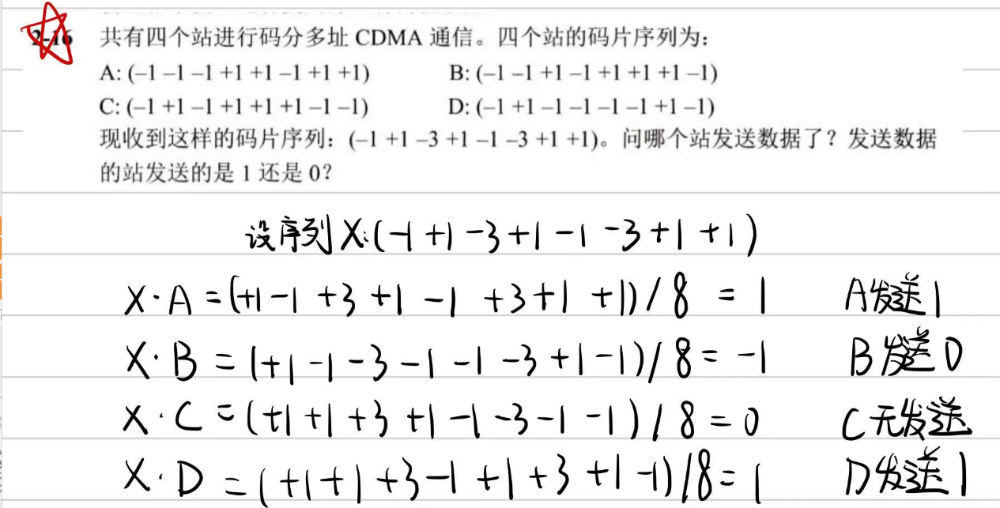 2-16 共有四个站进行码分多址 CDMA 通信。四个站的码片序列为：
A: (–1 –1 –1 +1 +1 –1 +1 +1) B: (–1 –1 +1 –1 +1 +1 +1 –1)
C: (–1 +1 –1 +1 +1 +1 –1 –1) D: (–1 +1 –1 –1 –1 –1 +1 –1)
现收到这样的码片序列：(–1 +1 –3 +1 –1 –3 +1 +1)。问哪个站发送数据了？发送数据
的站发送的是 1 还是 0？
设序列X:(-1 +1 -3 +1 -1 -3 +1 +1)
X·A =(+1 -1 +3 +1 -1 +3 +1 +1)/8 = 1 A发送1
X·B = (+1 -1 -3 -1 -1 -3 +1 -1)/8 = -1 B发送0
X·C = (+1 +1 +3 +1 -1 -3 -1 -1)/8 = 0 C无发送
X·D = (+1 +1 +3 -1 +1 +3 +1 -1)/8 = 1 D发送1